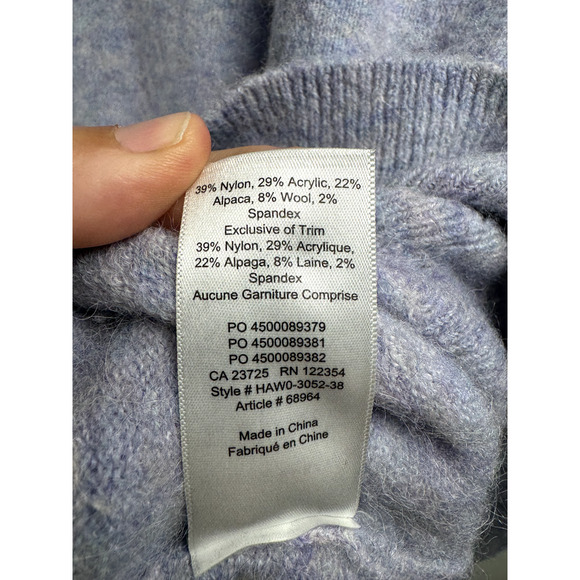 39% Nylon, 29% Acrylic, 22%
Alpaca, 8% Wool, 2%
Spandex
Exclusive of Trim
39% Nylon, 29% Acrylique,
22% Alpaga, 8% Laine, 2%
Spandex
Aucune Garniture Comprise
PO 4500089379
PO 4500089381
PO 4500089382
CA 23725 RN 122354
Style # HAW0-3052-38
Article # 68964
Made in China
Fabriqué en Chine